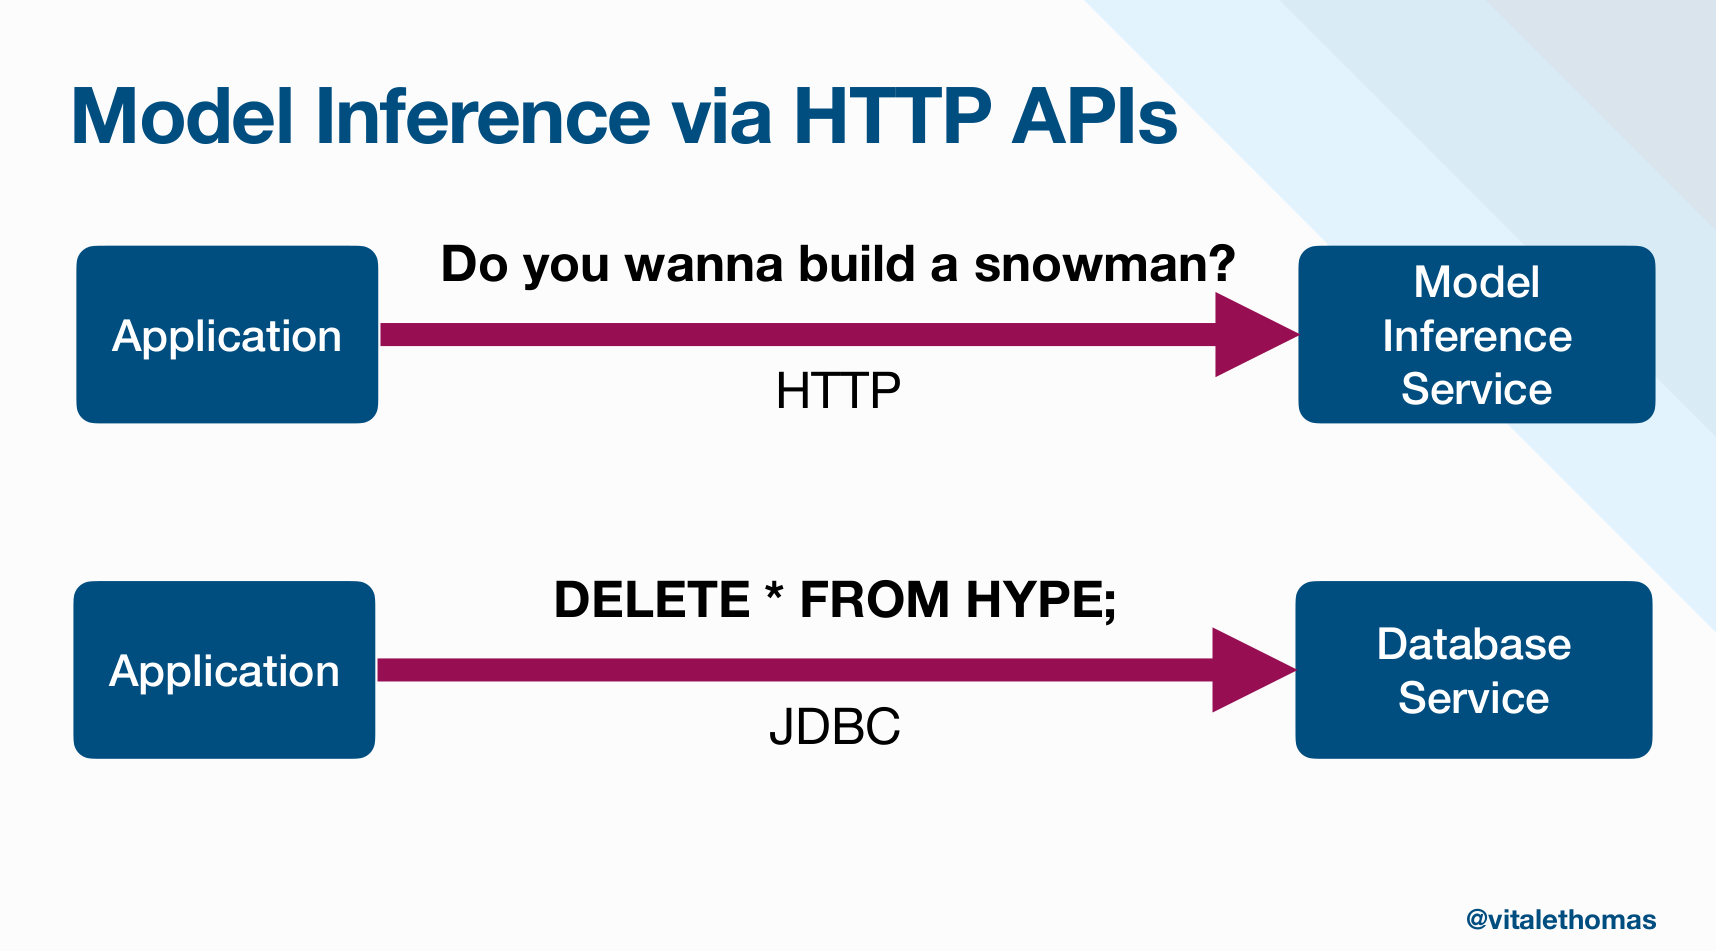 Model Inference via HTTP APIs
Do you wanna build a snowman?
Application
HTTP
Model
Inference
Service
DELETE * FROM HYPE;
Application
JDBC
Database
Service
@vitalethomas